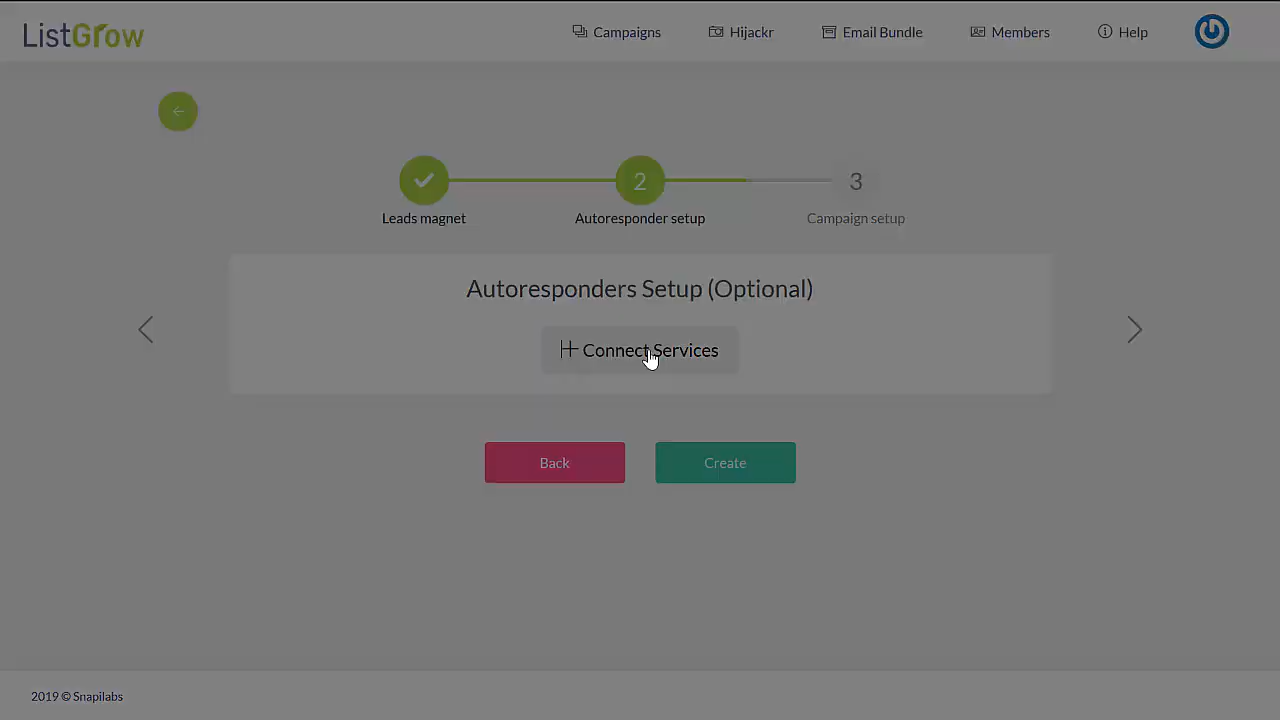 ListGrow
Campaigns
Hijackr
Email Bundle
Members
Help
2
3
Leads magnet
Autoresponder setup
Campaign setup
Autoresponders Setup (Optional)
Connect Services
Back
Create
2019 © Snapilabs